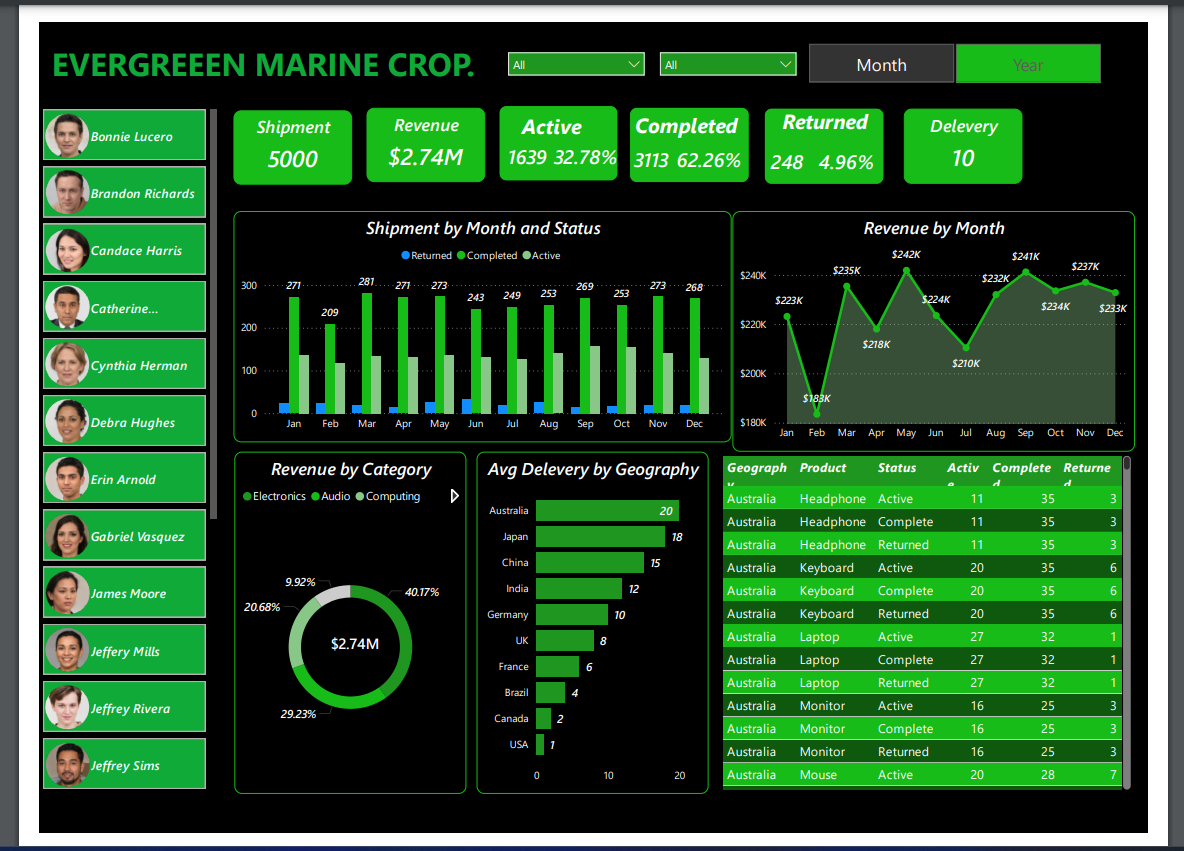 EVERGREEEN MARINE CROP.
All
All
Month
Year
Bonnie Lucero
Brandon Richards
Candace Harris
Catherine...
Cynthia Herman
Debra Hughes
Erin Arnold
Gabriel Vasquez
James Moore
Jeffery Mills
Jeffrey Rivera
Jeffrey Sims
Shipment
5000
Revenue
$2.74M
Active
1639 32.78%
Completed
3113 62.26%
Returned
248 4.96%
Delevery
10
Shipment by Month and Status
Returned Completed Active
300
200
100
0
271
209
281
271
273
243
249
253
269
253
273
268
Jan Feb Mar Apr May Jun Jul Aug Sep Oct Nov Dec
Revenue by Month
$240K
$220K
$200K
$180K
$223K
$183K
$235K
$218K
$242K
$224K
$210K
$232K
$241K
$234K
$237K
$233K
Jan Feb Mar Apr May Jun Jul Aug Sep Oct Nov Dec
Revenue by Category
Electronics Audio Computing
9.92%
40.17%
20.68%
$2.74M
29.23%
Avg Delevery by Geography
Australia 20
Japan 18
China 15
India 12
Germany 10
UK 8
France 6
Brazil 4
Canada 2
USA 1
0 10 20
Geography Product Status Active Completed Returned
Australia Headphone Active 11 35 3
Australia Headphone Complete 11 35 3
Australia Headphone Returned 11 35 3
Australia Keyboard Active 20 35 6
Australia Keyboard Complete 20 35 6
Australia Keyboard Returned 20 35 6
Australia Laptop Active 27 32 1
Australia Laptop Complete 27 32 1
Australia Laptop Returned 27 32 1
Australia Monitor Active 16 25 3
Australia Monitor Complete 16 25 3
Australia Monitor Returned 16 25 3
Australia Mouse Active 20 28 7